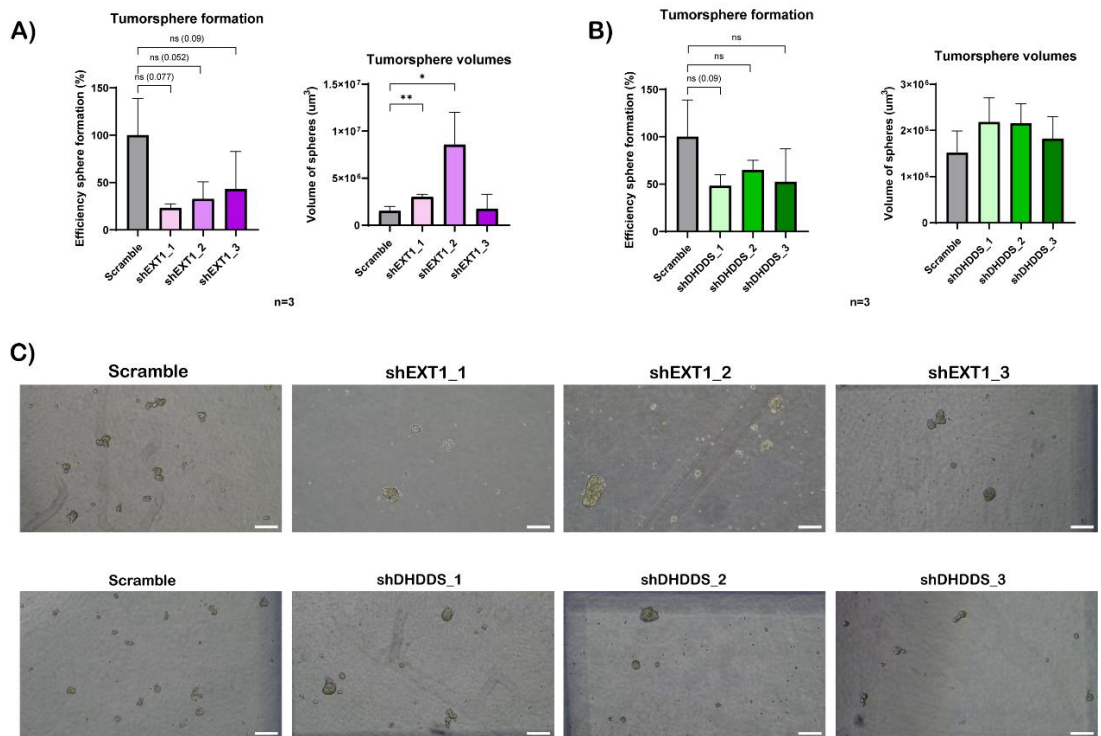 A)
Tumorsphere formation
ns (0.09)
ns (0.052)
ns (0.077)
Efficiency sphere formation (%)
150
100
50
0
Scramble
shEXT1_1
shEXT1_2
shEXT1_3
Tumorsphere volumes
*
**
Volume of spheres (um³)
1.5×10⁷
1×10⁷
5×10⁶
0
Scramble
shEXT1_1
shEXT1_2
shEXT1_3
n=3
B)
Tumorsphere formation
ns
ns
ns (0.09)
Efficiency sphere formation (%)
150
100
50
0
Scramble
shDHDDS_1
shDHDDS_2
shDHDDS_3
Tumorsphere volumes
Volume of spheres (um³)
3×10⁶
2×10⁶
1×10⁶
0
Scramble
shDHDDS_1
shDHDDS_2
shDHDDS_3
n=3
C)
Scramble
shEXT1_1
shEXT1_2
shEXT1_3
Scramble
shDHDDS_1
shDHDDS_2
shDHDDS_3